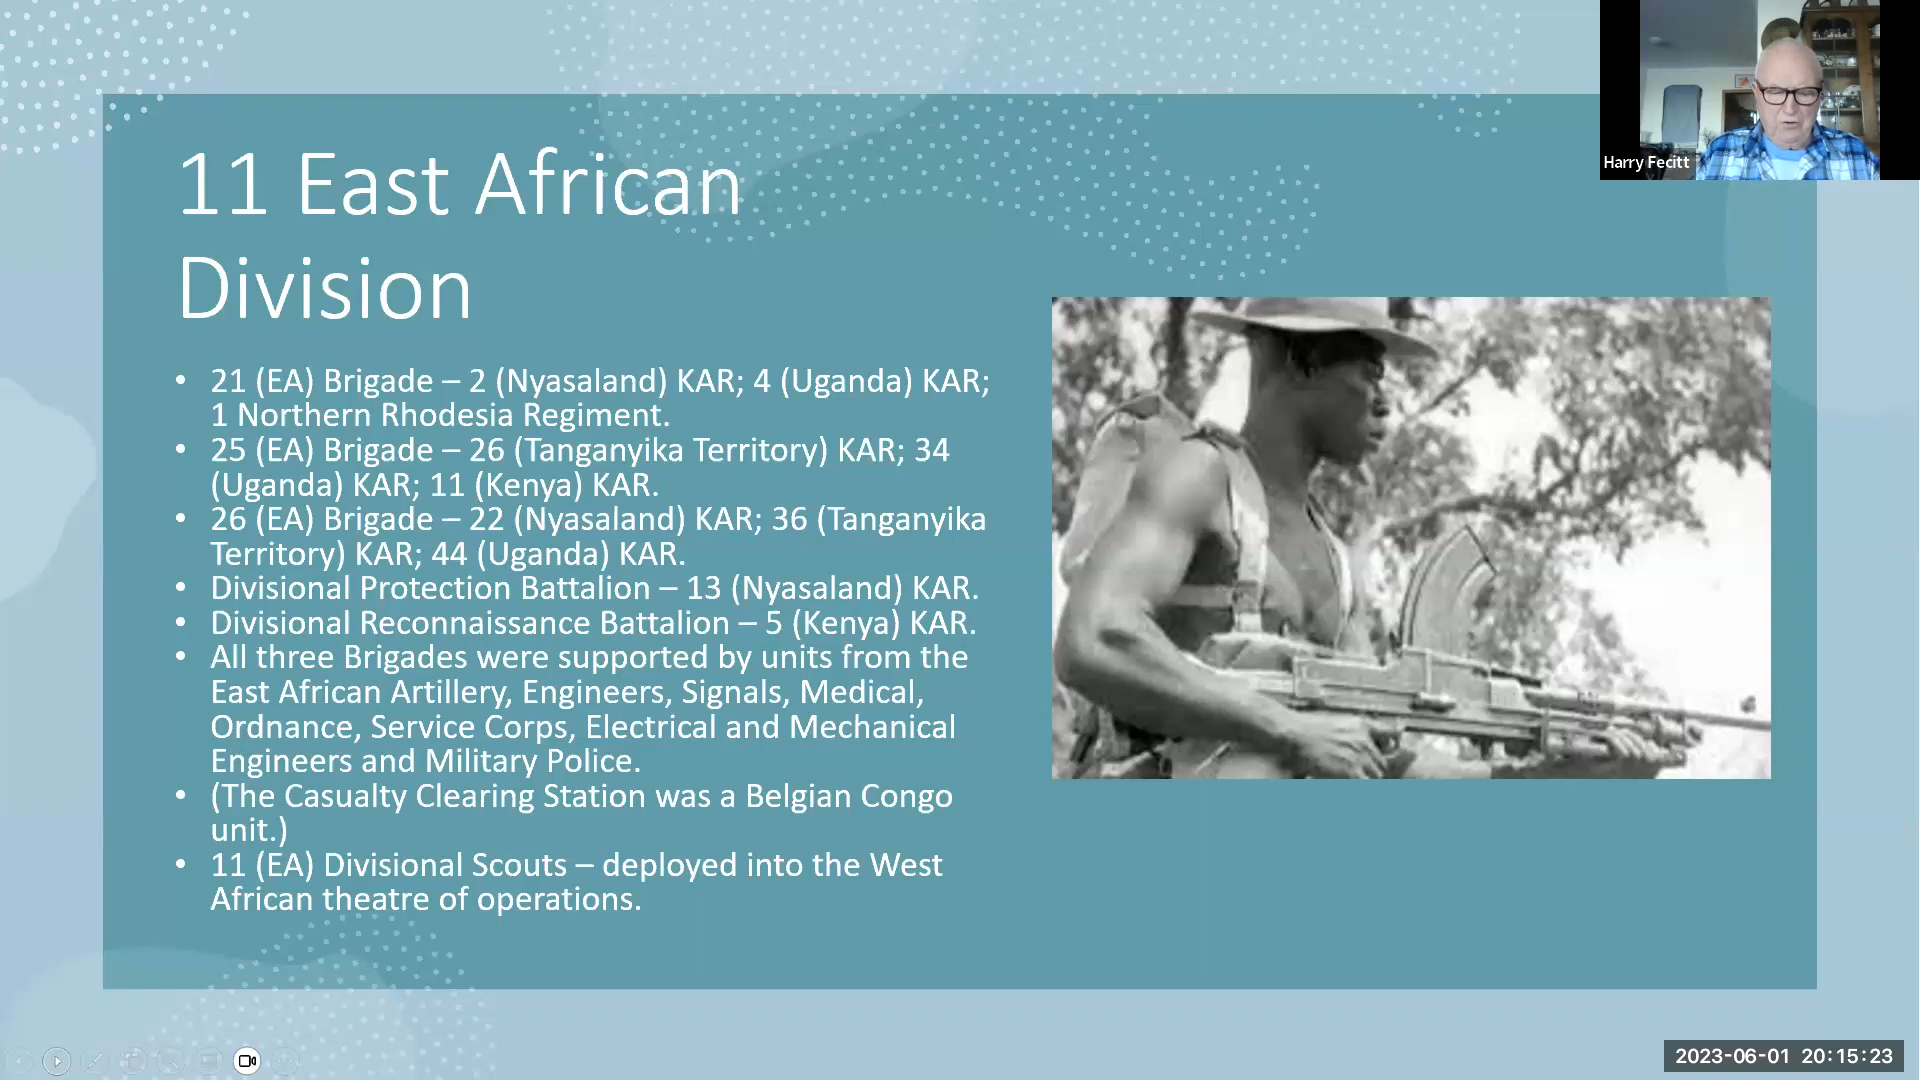 11 East African
Division
• 21 (EA) Brigade – 2 (Nyasaland) KAR; 4 (Uganda) KAR;
1 Northern Rhodesia Regiment.
• 25 (EA) Brigade – 26 (Tanganyika Territory) KAR; 34
(Uganda) KAR; 11 (Kenya) KAR.
• 26 (EA) Brigade – 22 (Nyasaland) KAR; 36 (Tanganyika
Territory) KAR; 44 (Uganda) KAR.
• Divisional Protection Battalion – 13 (Nyasaland) KAR.
• Divisional Reconnaissance Battalion – 5 (Kenya) KAR.
• All three Brigades were supported by units from the
East African Artillery, Engineers, Signals, Medical,
Ordnance, Service Corps, Electrical and Mechanical
Engineers and Military Police.
• (The Casualty Clearing Station was a Belgian Congo
unit.)
• 11 (EA) Divisional Scouts – deployed into the West
African theatre of operations.
Harry Fecitt
2023-06-01 20:15:23